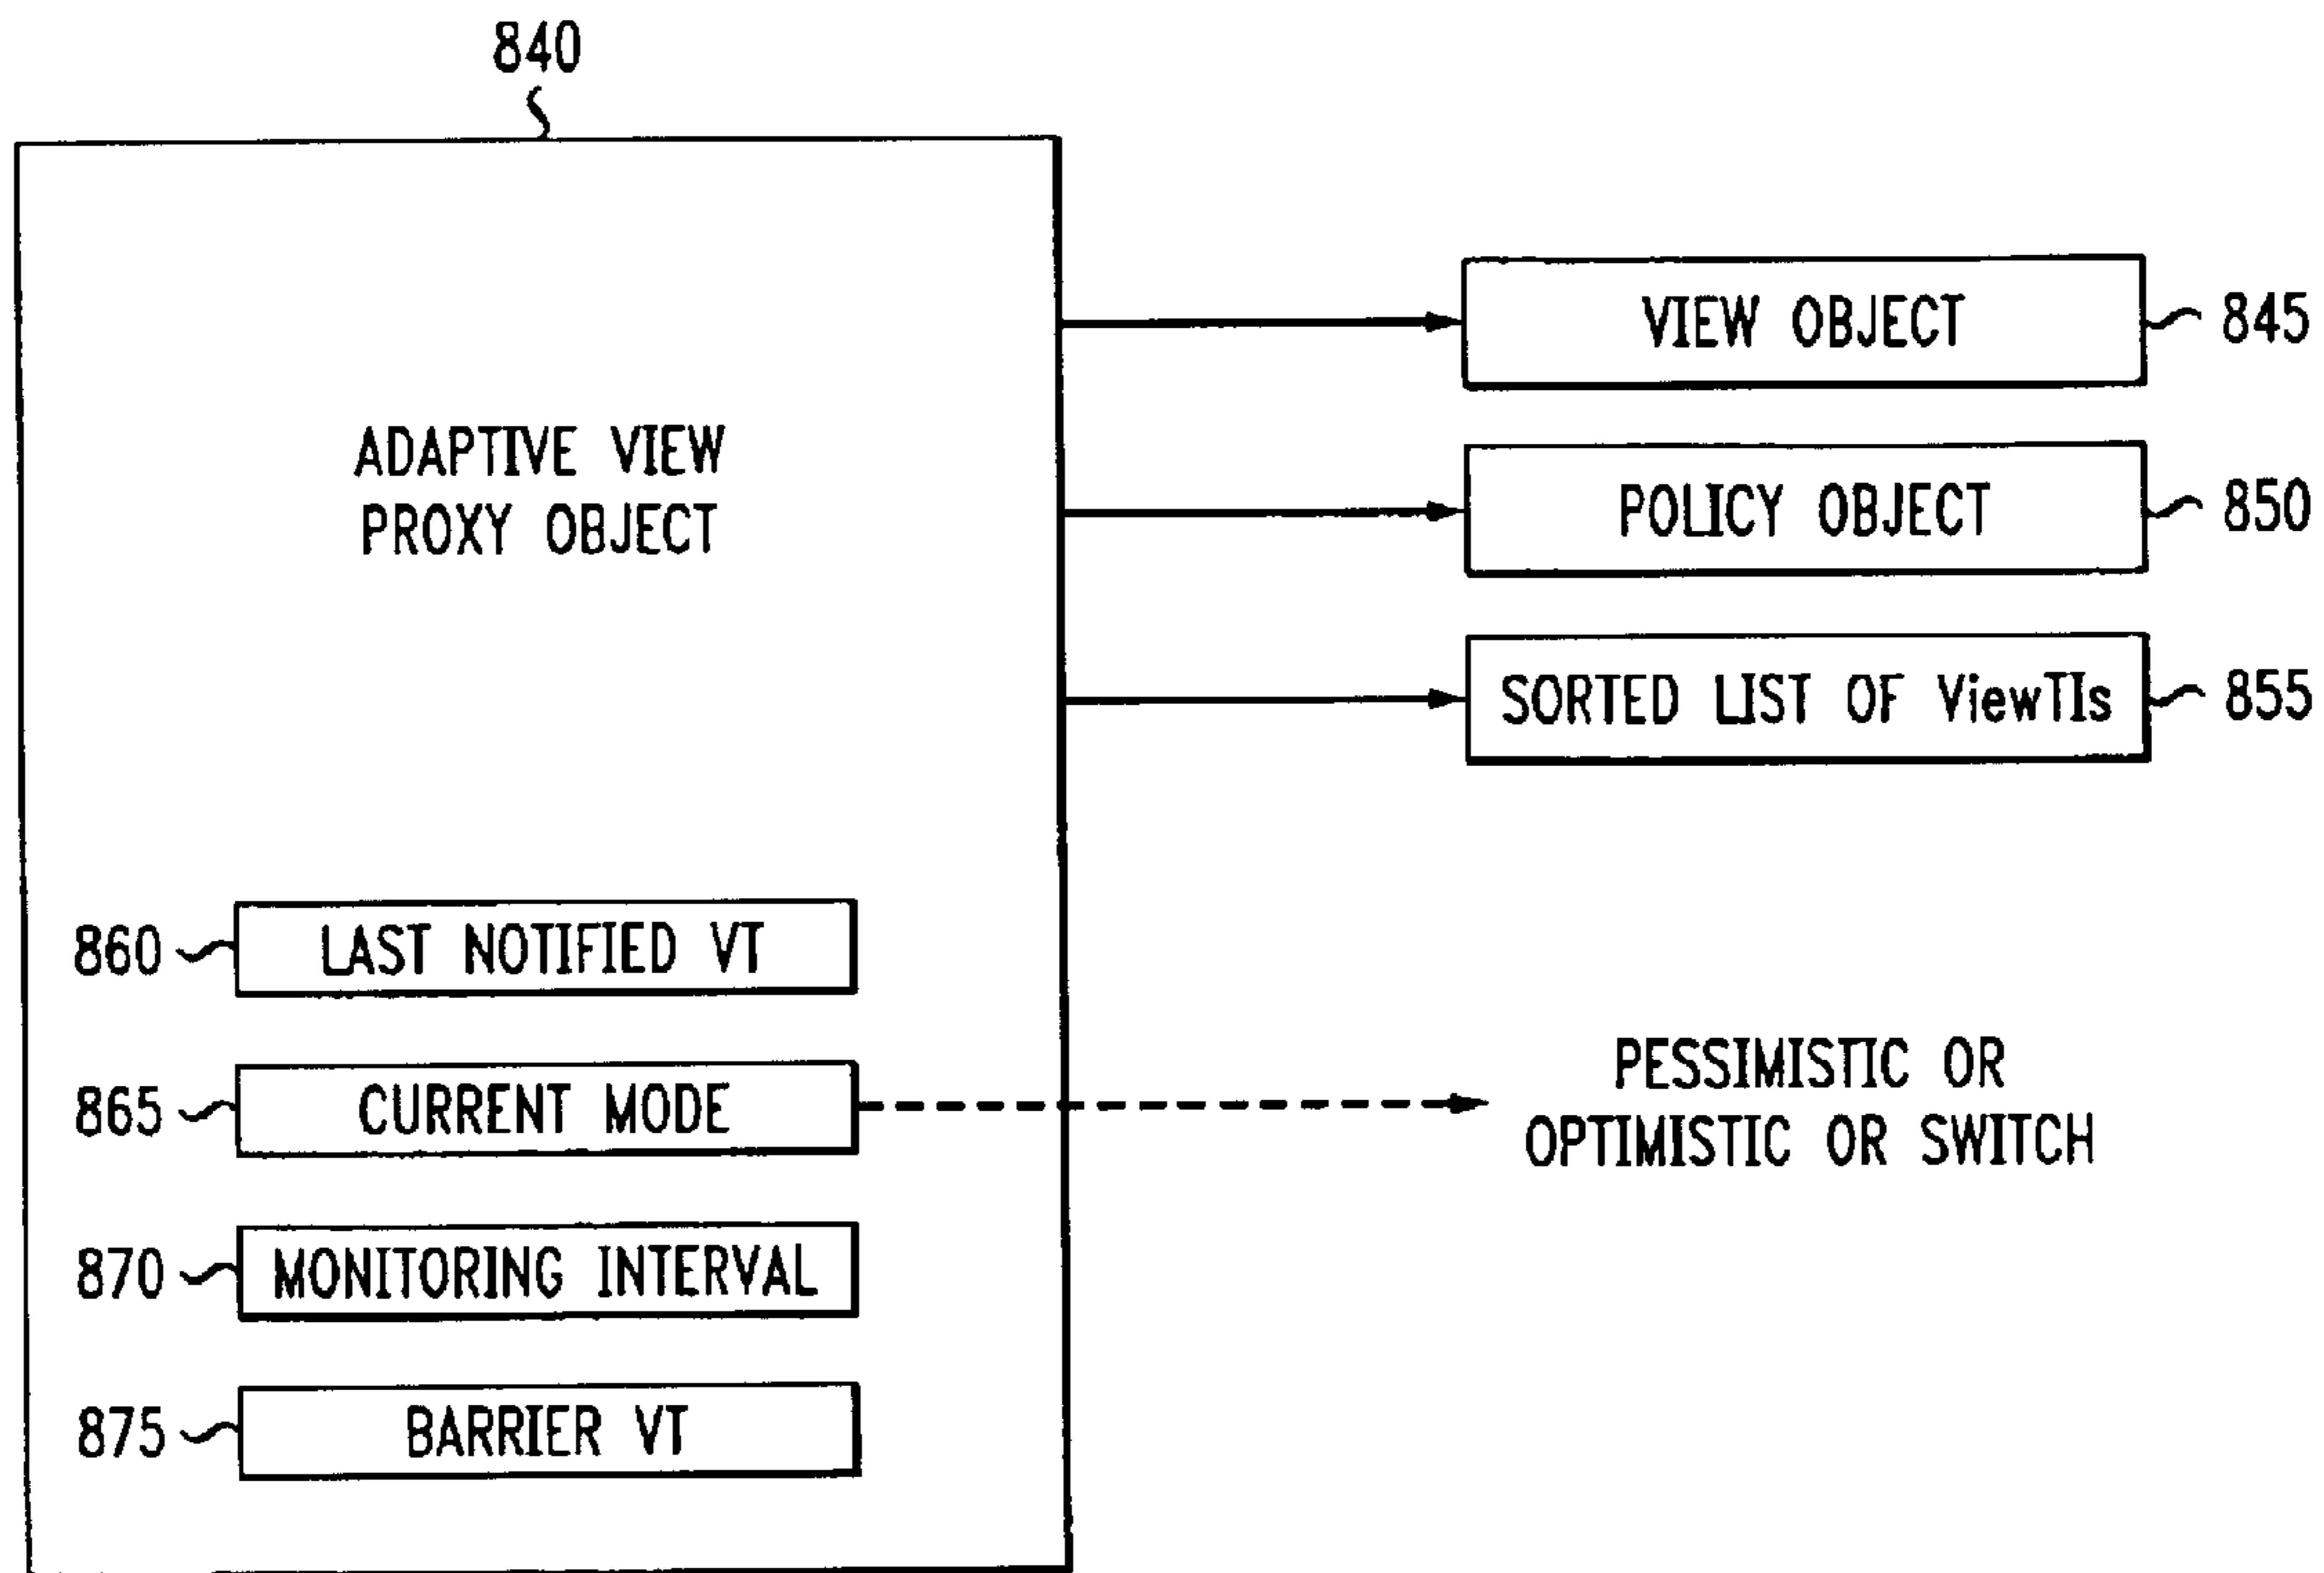 840
ADAPTIVE VIEW
PROXY OBJECT
VIEW OBJECT
845
POLICY OBJECT
850
SORTED LIST OF ViewTIs
855
860
LAST NOTIFIED VT
865
CURRENT MODE
PESSIMISTIC OR
OPTIMISTIC OR SWITCH
870
MONITORING INTERVAL
875
BARRIER VT